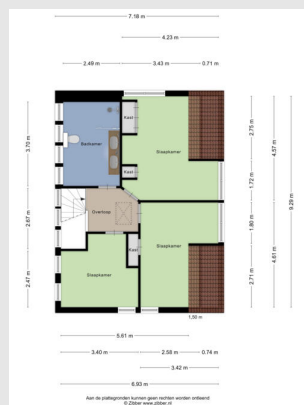 7.18 m
4.23 m
2.49 m
3.43 m
0.71 m
Kast
Badkamer
Slaapkamer
Kast
Overloop
Slaapkamer
Kast
Slaapkamer
3.70 m
2.67 m
2.47 m
2.75 m
1.72 m
1.80 m
2.71 m
4.57 m
4.61 m
9.29 m
1,50 m
5.61 m
3.40 m
2.58 m
0.74 m
3.42 m
6.93 m
Aan de plattegronden kunnen geen rechten worden ontleend
© Zibber www.zibber.nl